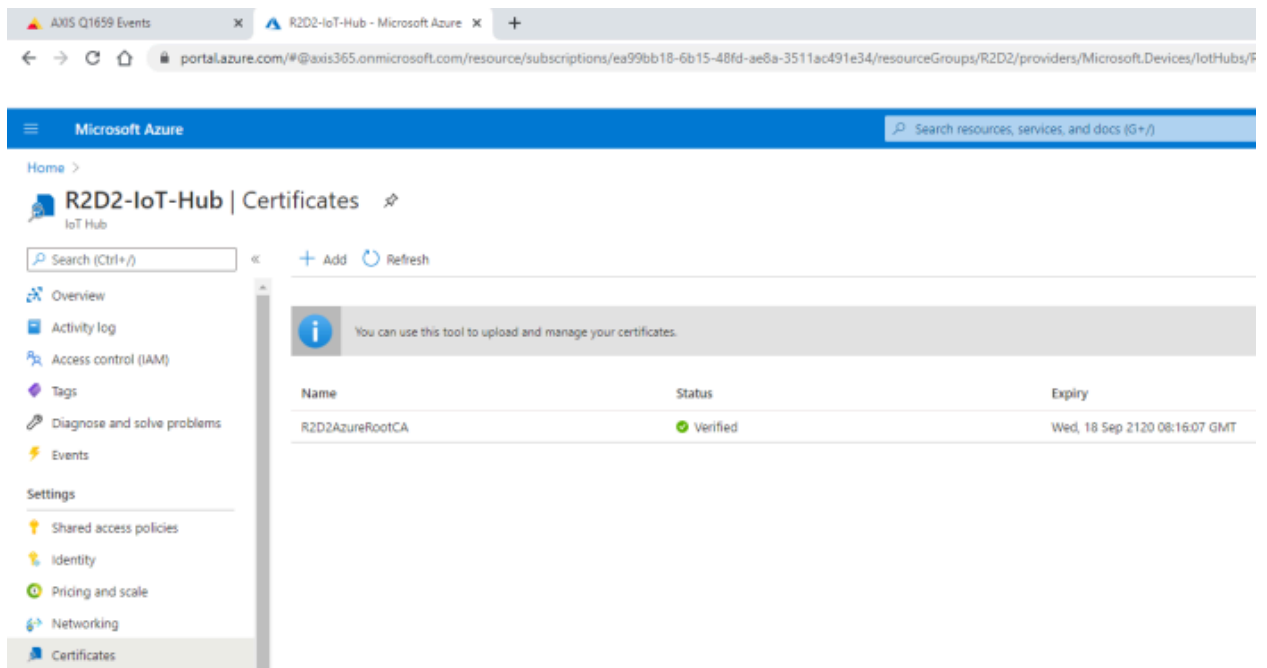 AXIS Q1659 Events
R2D2-IoT-Hub - Microsoft Azure
portal.azure.com/#@axis365.onmicrosoft.com/resource/subscriptions/ea99bb18-6b15-48fd-ae8a-3511ac491e34/resourceGroups/R2D2/providers/Microsoft.Devices/IotHubs/
Microsoft Azure
Search resources, services, and docs (G+/)
Home >
R2D2-IoT-Hub | Certificates
IoT Hub
Search (Ctrl+/)
«
+ Add Refresh
Overview
Activity log
Access control (IAM)
Tags
Diagnose and solve problems
Events
Settings
Shared access policies
Identity
Pricing and scale
Networking
Certificates
You can use this tool to upload and manage your certificates.
Name Status Expiry
R2D2AzureRootCA Verified Wed, 18 Sep 2120 08:16:07 GMT